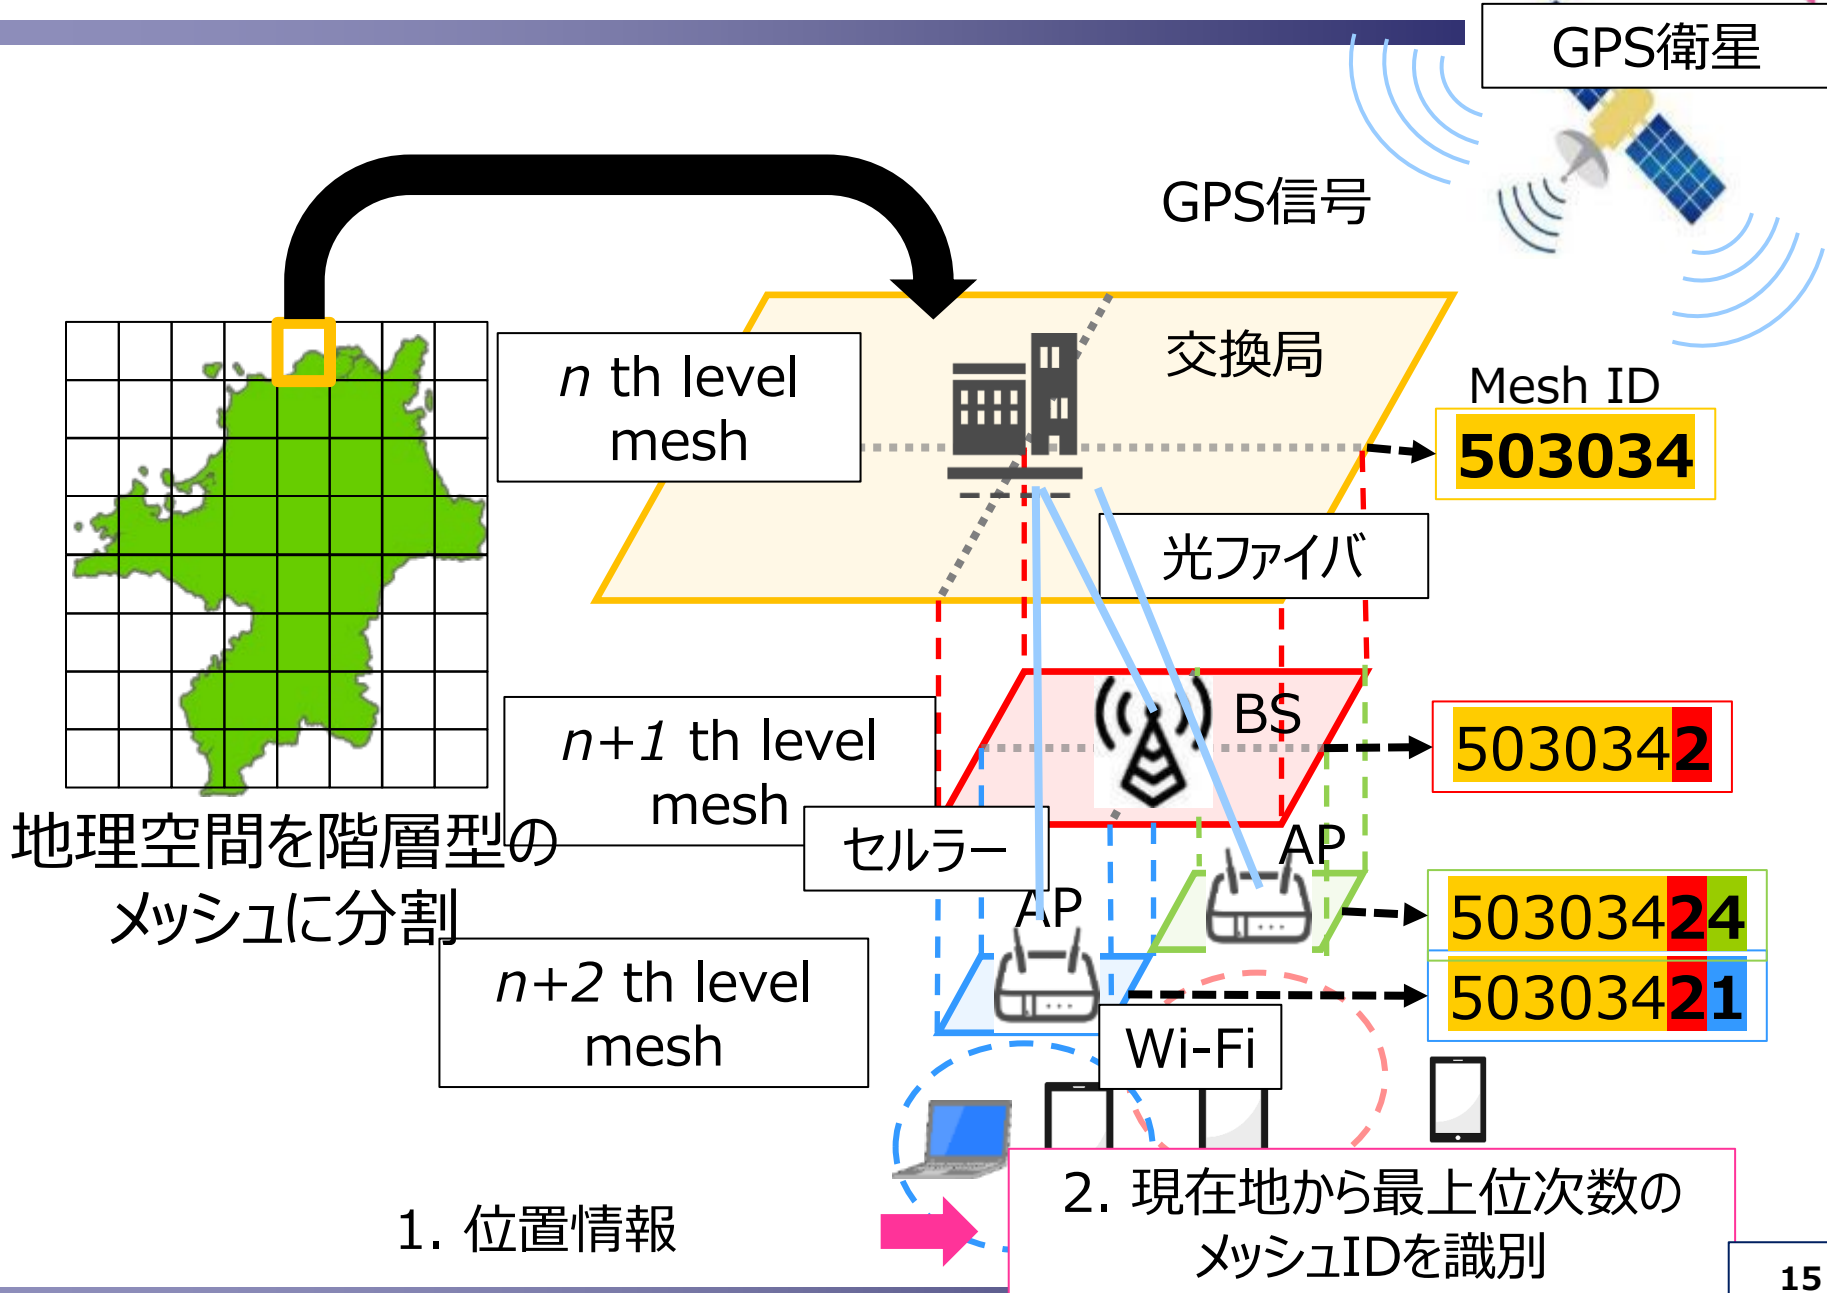 GPS衛星
GPS信号
交換局
n th level
mesh
Mesh ID
503034
光ファイバ
BS
n+1 th level
mesh
5030342
セルラー
AP
地理空間を階層型の
メッシュに分割
AP
50303424
n+2 th level
mesh
50303421
Wi-Fi
1. 位置情報
2. 現在地から最上位次数の
メッシュIDを識別
15